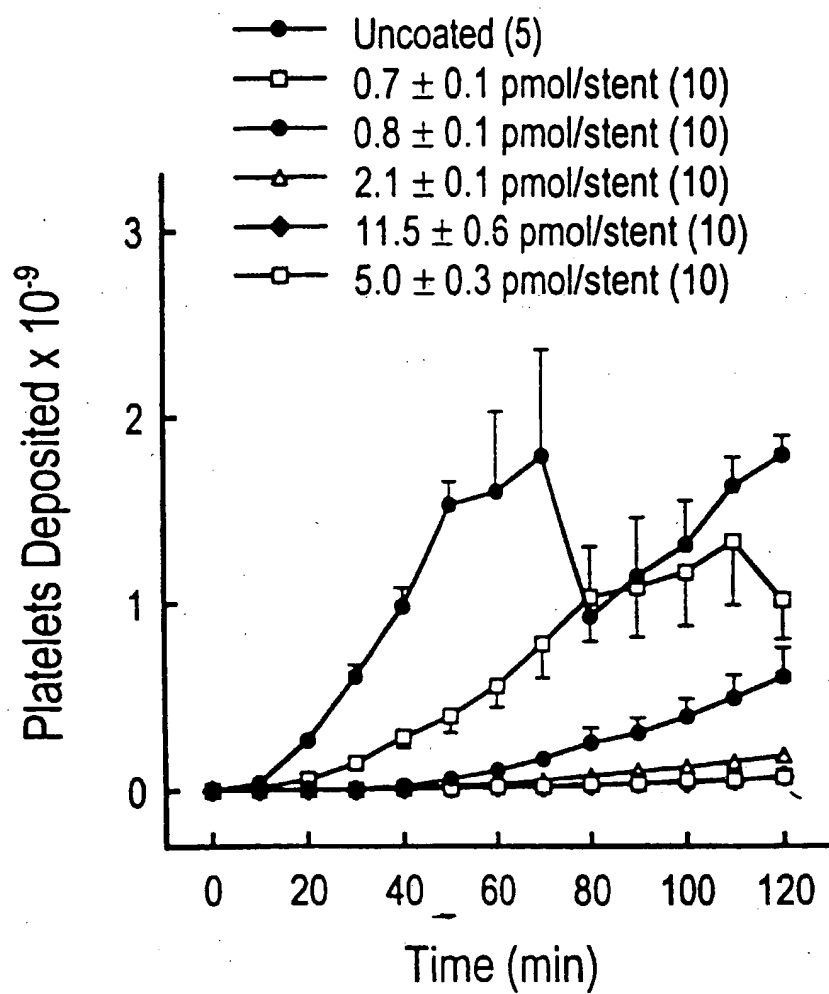 Uncoated (5)
0.7 ± 0.1 pmol/stent (10)
0.8 ± 0.1 pmol/stent (10)
2.1 ± 0.1 pmol/stent (10)
11.5 ± 0.6 pmol/stent (10)
5.0 ± 0.3 pmol/stent (10)
Platelets Deposited x 10⁻⁹
3
2
1
0
0 20 40 60 80 100 120
Time (min)